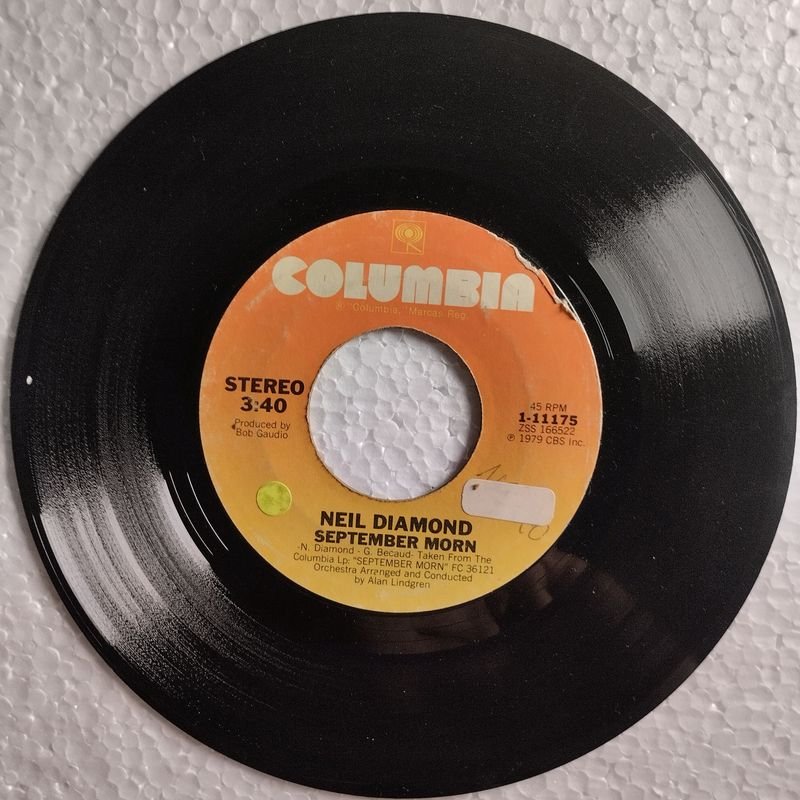 COLUMBIA
® "Columbia," Marcas Reg.
STEREO
3:40
Produced by
Bob Gaudio
45 RPM
1-11175
ZSS 166522
℗ 1979 CBS Inc.
NEIL DIAMOND
SEPTEMBER MORN
-N. Diamond - G. Becaud- Taken From The
Columbia Lp: "SEPTEMBER MORN" FC 36121
Orchestra Arranged and Conducted
by Alan Lindgren